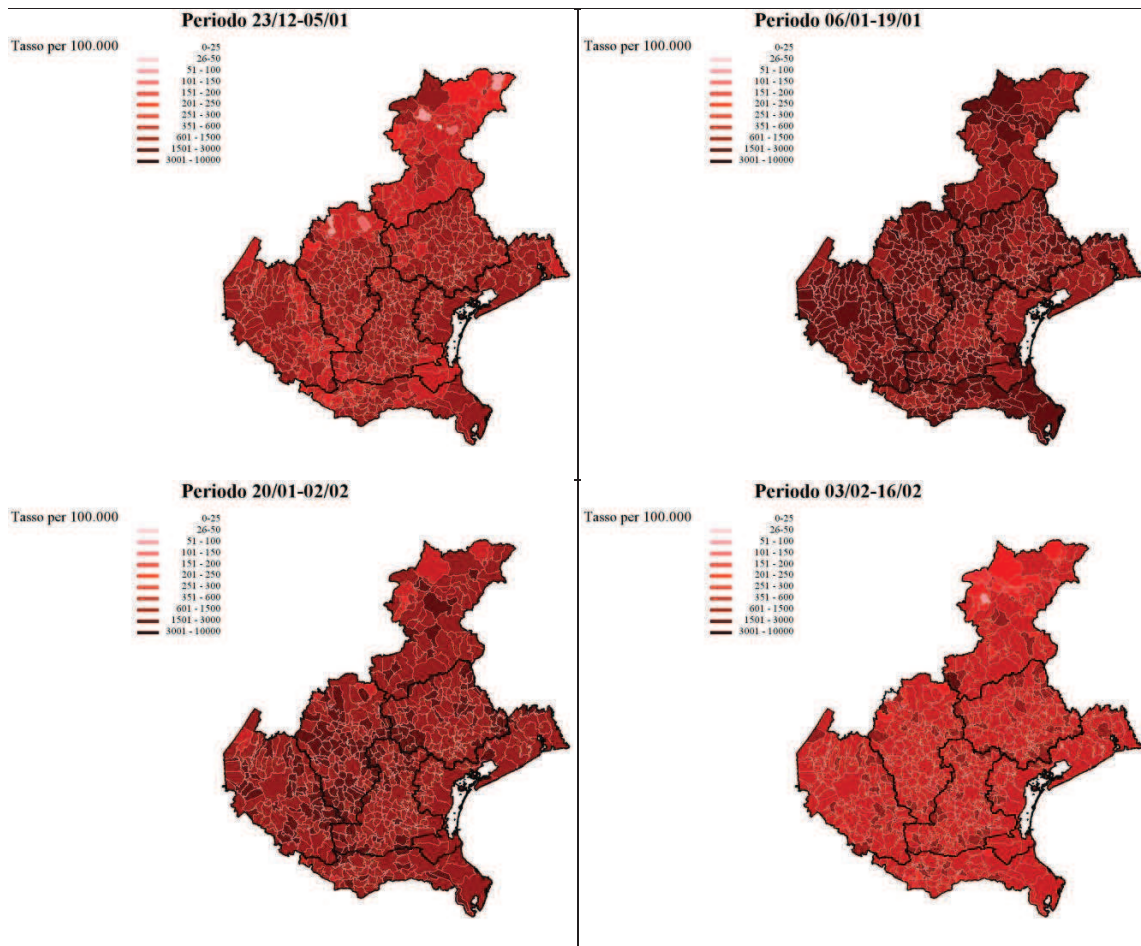 Periodo 23/12-05/01
Tasso per 100.000
0-25
26-50
51 - 100
101 - 150
151 - 200
201 - 250
251 - 300
351 - 600
601 - 1500
1501 - 3000
3001 - 10000
Periodo 06/01-19/01
Tasso per 100.000
0-25
26-50
51 - 100
101 - 150
151 - 200
201 - 250
251 - 300
351 - 600
601 - 1500
1501 - 3000
3001 - 10000
Periodo 20/01-02/02
Tasso per 100.000
0-25
26-50
51 - 100
101 - 150
151 - 200
201 - 250
251 - 300
351 - 600
601 - 1500
1501 - 3000
3001 - 10000
Periodo 03/02-16/02
Tasso per 100.000
0-25
26-50
51 - 100
101 - 150
151 - 200
201 - 250
251 - 300
351 - 600
601 - 1500
1501 - 3000
3001 - 10000